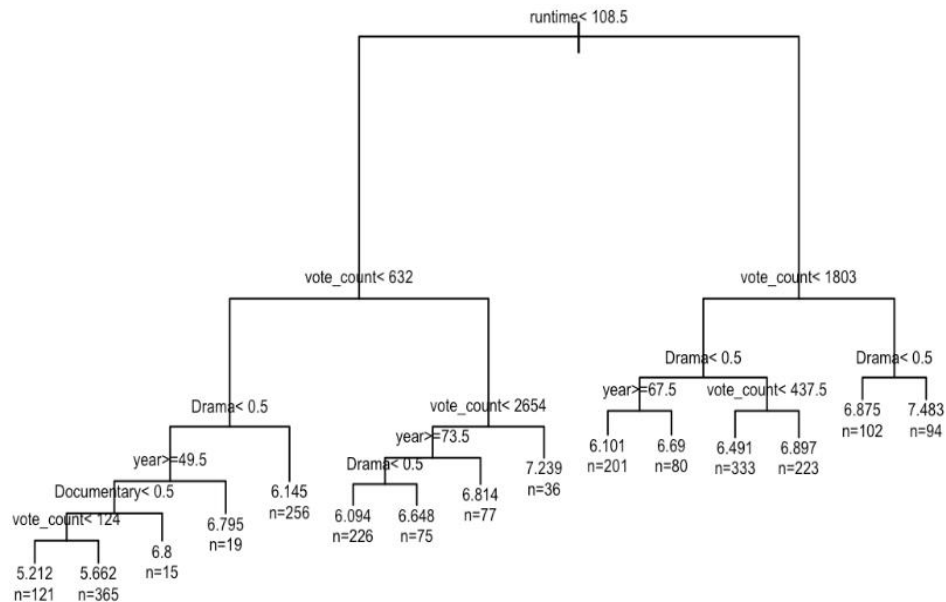 runtime< 108.5
vote_count< 632
vote_count< 1803
Drama< 0.5
Drama< 0.5
Drama< 0.5
vote_count< 2654
year>=67.5
vote_count< 437.5
6.875
n=102
7.483
n=94
year>=49.5
year>=73.5
6.101
n=201
6.69
n=80
6.491
n=333
6.897
n=223
Documentary< 0.5
6.145
n=256
Drama< 0.5
7.239
n=36
vote_count< 124
6.795
n=19
6.094
n=226
6.648
n=75
6.814
n=77
6.8
n=15
5.212
n=121
5.662
n=365